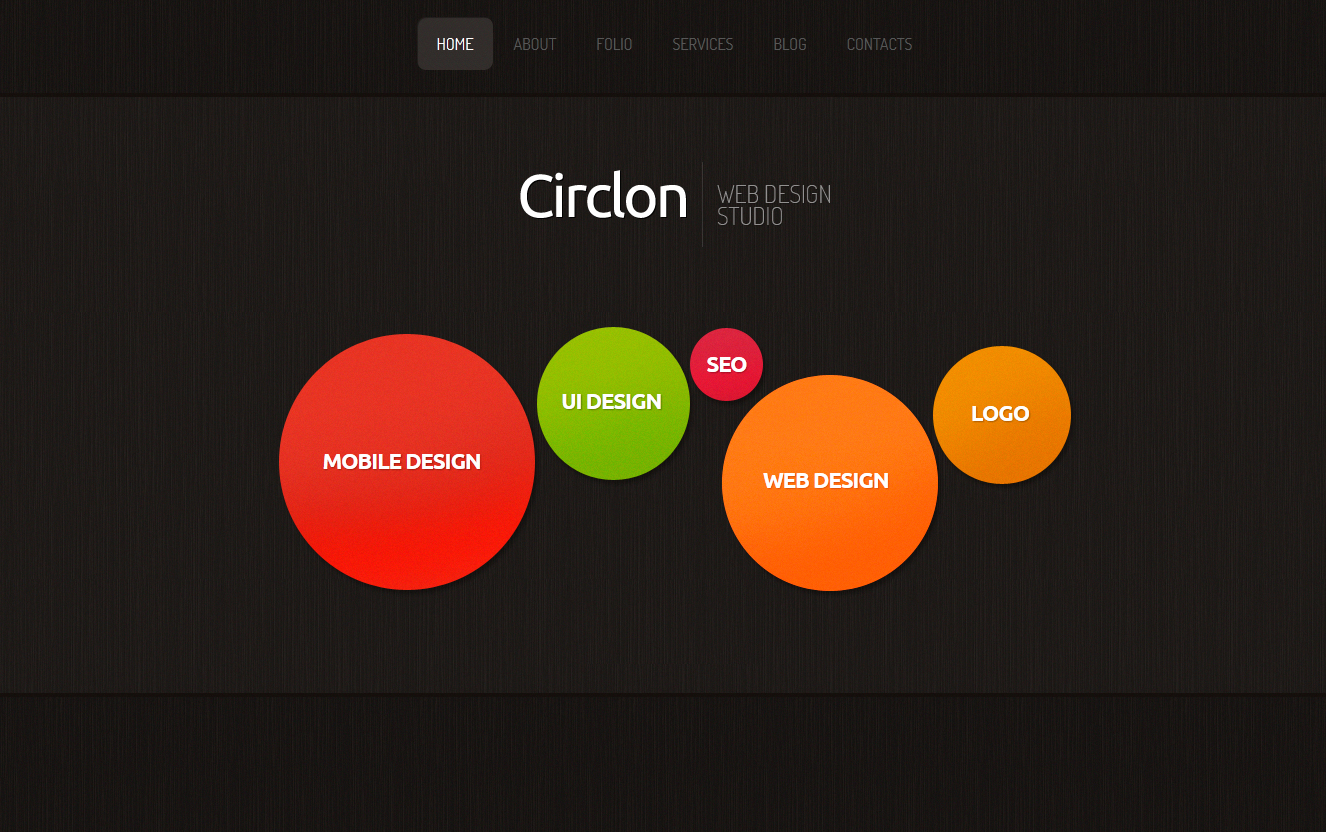 HOME ABOUT FOLIO SERVICES BLOG CONTACTS
Circlon
WEB DESIGN
STUDIO
MOBILE DESIGN
UI DESIGN
SEO
WEB DESIGN
LOGO